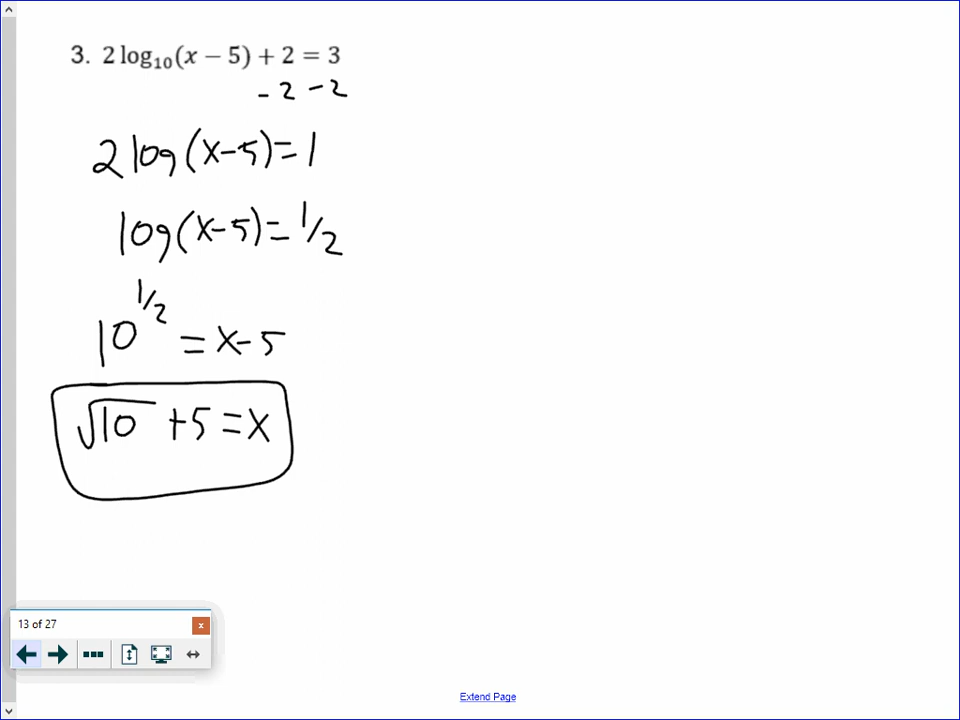 3. 2 log₁₀(x − 5) + 2 = 3
- 2 - 2
2 log (x-5) = 1
log (x-5) = 1/2
10^1/2 = x-5
√10 + 5 = x
13 of 27
x
Extend Page